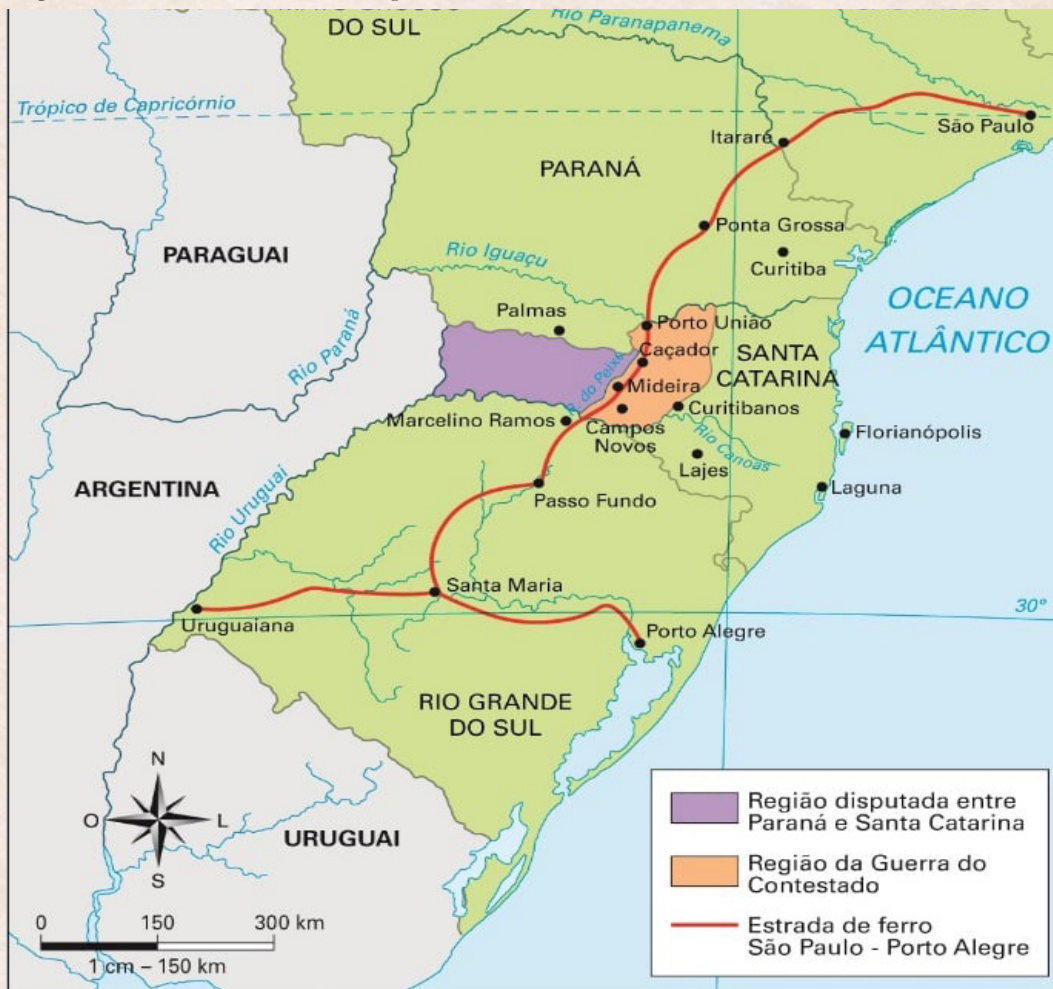 DO SUL
Rio Paranapanema
Trópico de Capricórnio
São Paulo
Itararé
PARANÁ
Ponta Grossa
PARAGUAI
Curitiba
Rio Iguaçu
OCEANO
ATLÂNTICO
Palmas
Porto União
Rio Paraná
Caçador
SANTA
CATARINA
R. do Peixe
Mideira
Marcelino Ramos
Curitibanos
Campos
Novos
Florianópolis
Rio Canoas
Lajes
ARGENTINA
Rio Uruguai
Passo Fundo
Laguna
Santa Maria
Uruguaiana
30°
Porto Alegre
RIO GRANDE
DO SUL
N
O
L
S
URUGUAI
0 150 300 km
1 cm – 150 km
Região disputada entre
Paraná e Santa Catarina
Região da Guerra do
Contestado
Estrada de ferro
São Paulo - Porto Alegre